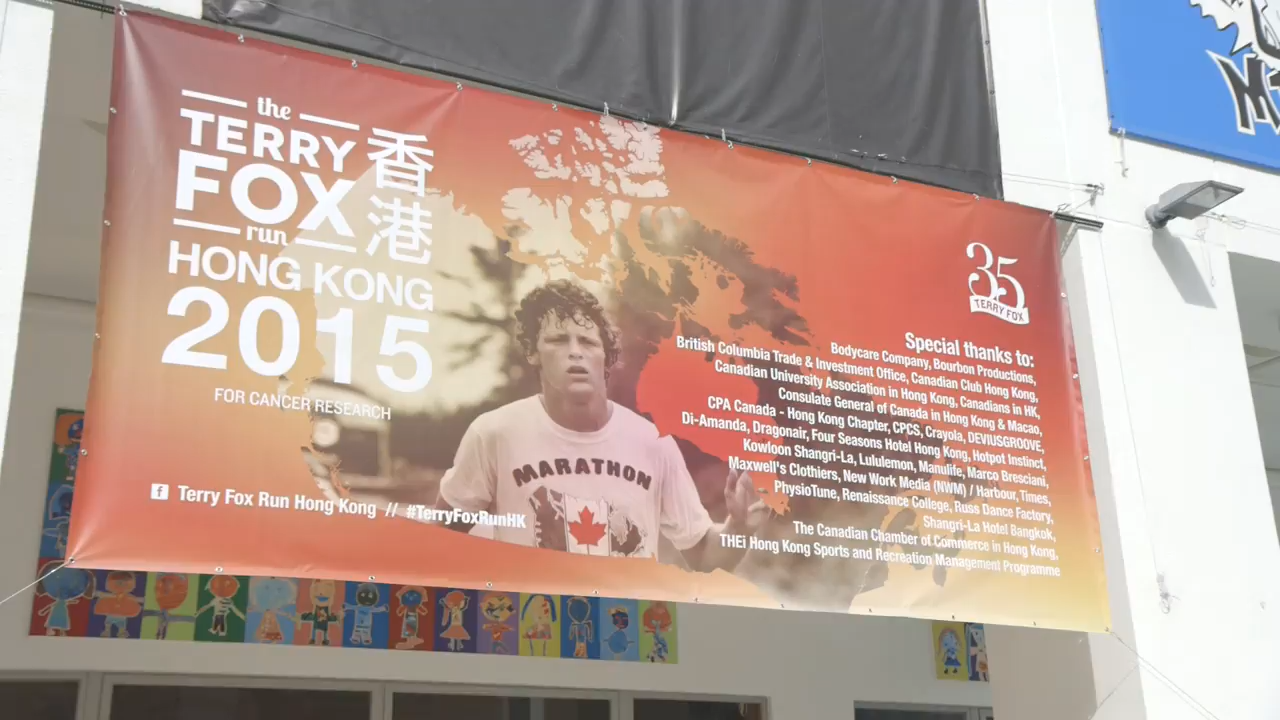 the
TERRY
FOX
run
香
港
HONG KONG
2015
FOR CANCER RESEARCH
Terry Fox Run Hong Kong // #TerryFoxRunHK
MARATHON
35
TERRY FOX
Special thanks to:
Bodycare Company, Bourbon Productions,
British Columbia Trade & Investment Office, Canadian Club Hong Kong,
Canadian University Association in Hong Kong, Canadians in HK,
Consulate General of Canada in Hong Kong & Macao,
CPA Canada - Hong Kong Chapter, CPCS, Crayola, DEVIUSGROOVE,
Di-Amanda, Dragonair, Four Seasons Hotel Hong Kong, Hotpot Instinct,
Kowloon Shangri-La, Lululemon, Manulife, Marco Bresciani,
Maxwell's Clothiers, New Work Media (NWM) / Harbour, Times,
PhysioTune, Renaissance College, Russ Dance Factory,
Shangri-La Hotel Bangkok,
The Canadian Chamber of Commerce in Hong Kong,
THEi Hong Kong Sports and Recreation Management Programme